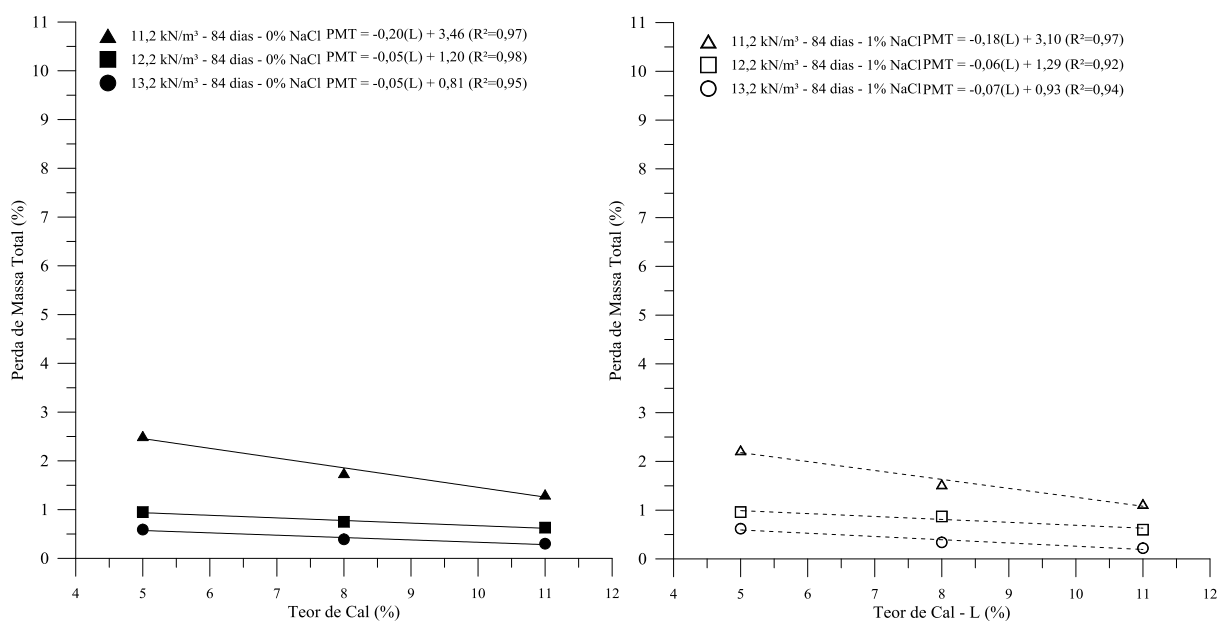 11,2 kN/m³ - 84 dias - 0% NaCl PMT = -0,20(L) + 3,46 (R²=0,97)
12,2 kN/m³ - 84 dias - 0% NaCl PMT = -0,05(L) + 1,20 (R²=0,98)
13,2 kN/m³ - 84 dias - 0% NaCl PMT = -0,05(L) + 0,81 (R²=0,95)
11
10
9
8
7
6
5
4
3
2
1
0
Perda de Massa Total (%)
4 5 6 7 8 9 10 11 12
Teor de Cal (%)
11,2 kN/m³ - 84 dias - 1% NaCl PMT = -0,18(L) + 3,10 (R²=0,97)
12,2 kN/m³ - 84 dias - 1% NaCl PMT = -0,06(L) + 1,29 (R²=0,92)
13,2 kN/m³ - 84 dias - 1% NaCl PMT = -0,07(L) + 0,93 (R²=0,94)
11
10
9
8
7
6
5
4
3
2
1
0
Perda de Massa Total (%)
4 5 6 7 8 9 10 11 12
Teor de Cal - L (%)